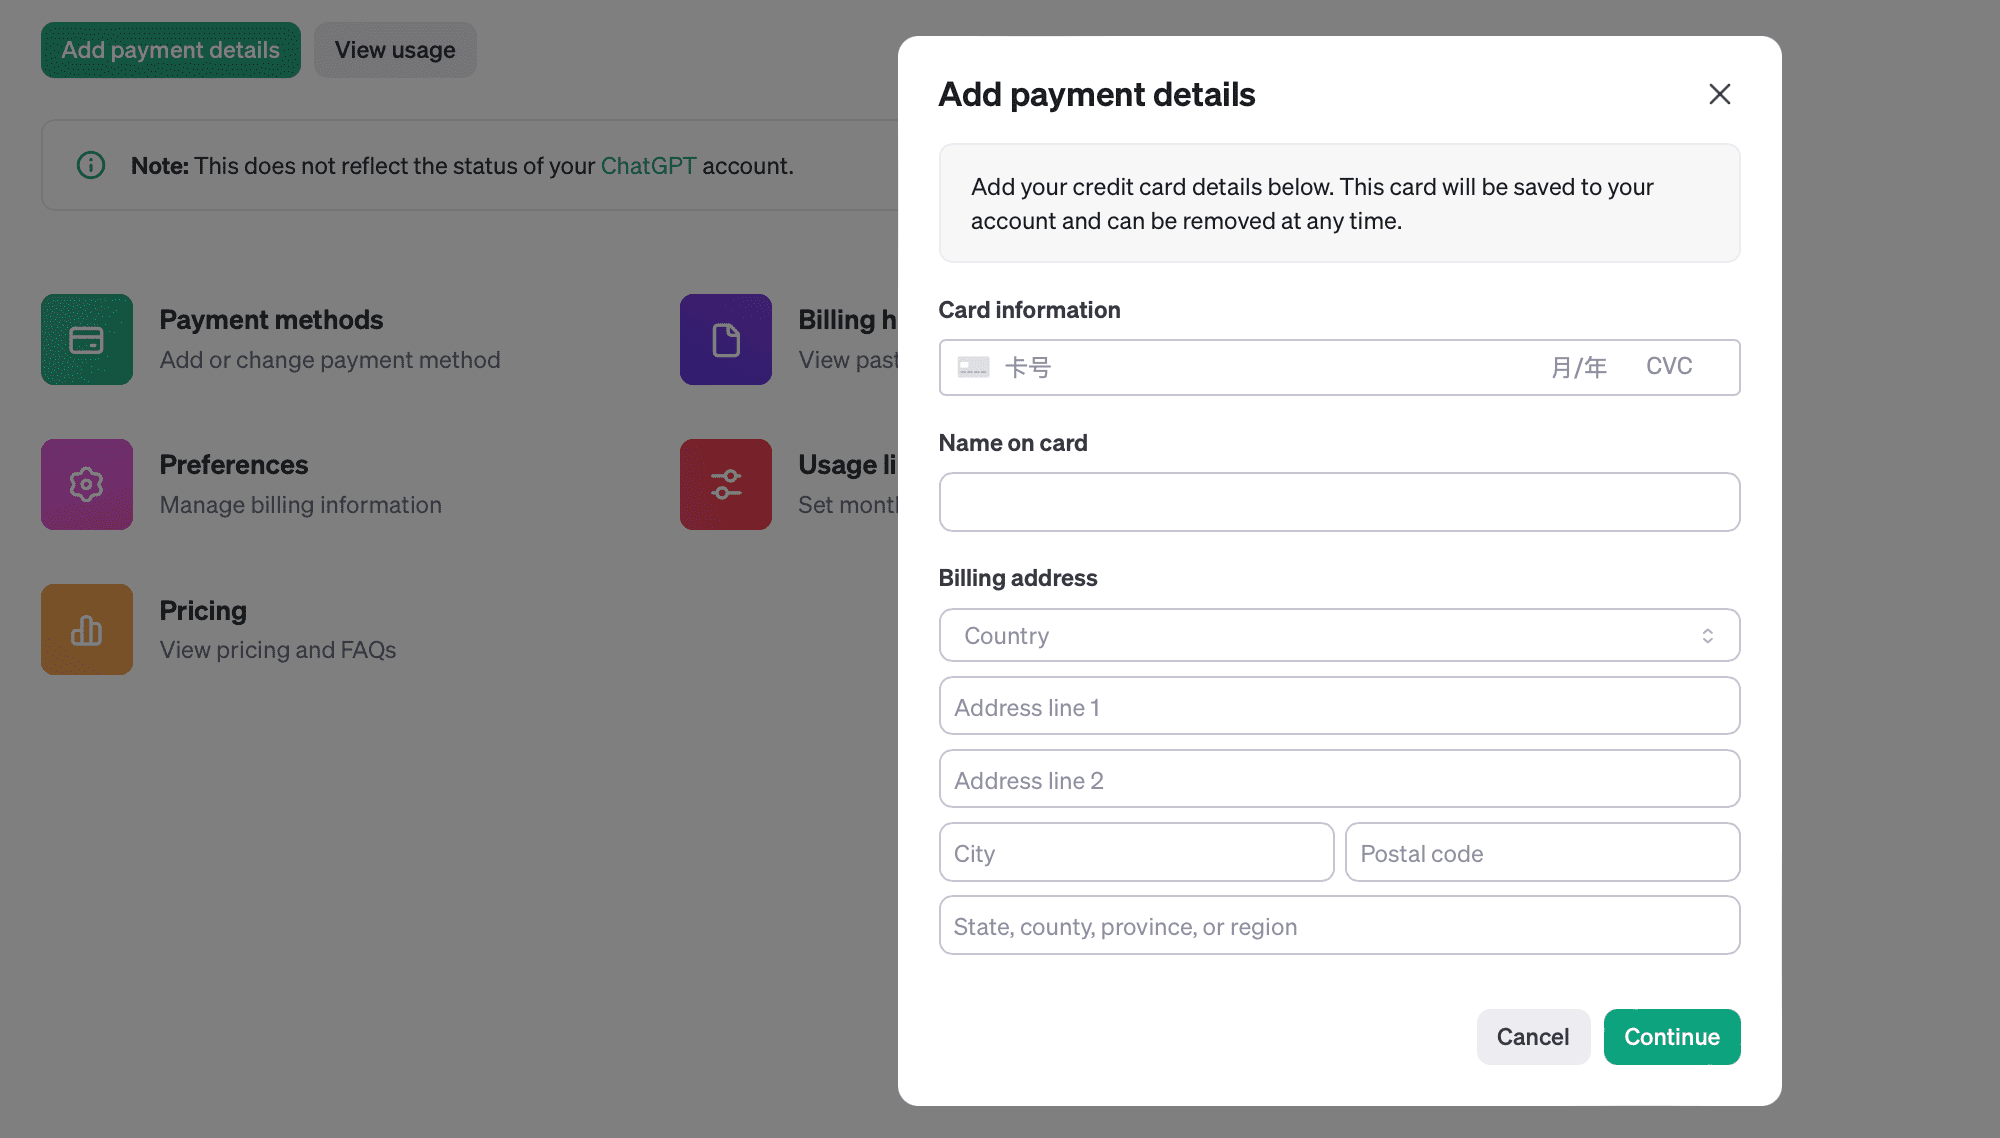 Add payment details
View usage
Note: This does not reflect the status of your ChatGPT account.
Payment methods
Add or change payment method
Billing h
View past
Preferences
Manage billing information
Usage li
Set mont
Pricing
View pricing and FAQs
Add payment details
Add your credit card details below. This card will be saved to your
account and can be removed at any time.
Card information
卡号 月/年 CVC
Name on card
Billing address
Country
Address line 1
Address line 2
City Postal code
State, county, province, or region
Cancel Continue